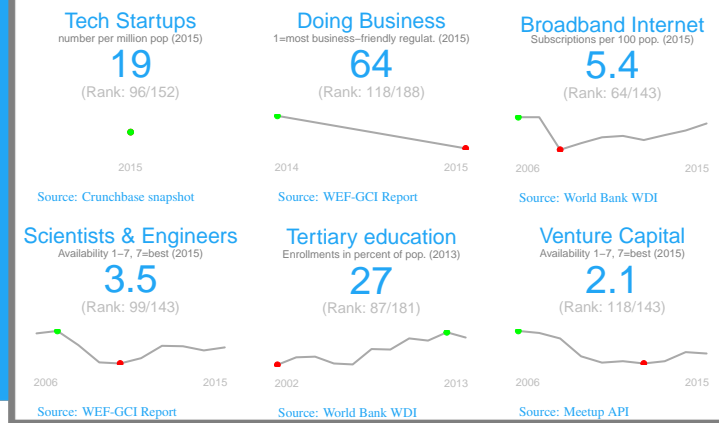 Tech Startups
number per million pop (2015)
19
(Rank: 96/152)
2015
Source: Crunchbase snapshot
Doing Business
1=most business−friendly regulat. (2015)
64
(Rank: 118/188)
2014 2015
Source: WEF-GCI Report
Broadband Internet
Subscriptions per 100 pop. (2015)
5.4
(Rank: 64/143)
2006 2015
Source: World Bank WDI
Scientists & Engineers
Availability 1−7, 7=best (2015)
3.5
(Rank: 99/143)
2006 2015
Source: WEF-GCI Report
Tertiary education
Enrollments in percent of pop. (2013)
27
(Rank: 87/181)
2002 2013
Source: World Bank WDI
Venture Capital
Availability 1−7, 7=best (2015)
2.1
(Rank: 118/143)
2006 2015
Source: Meetup API